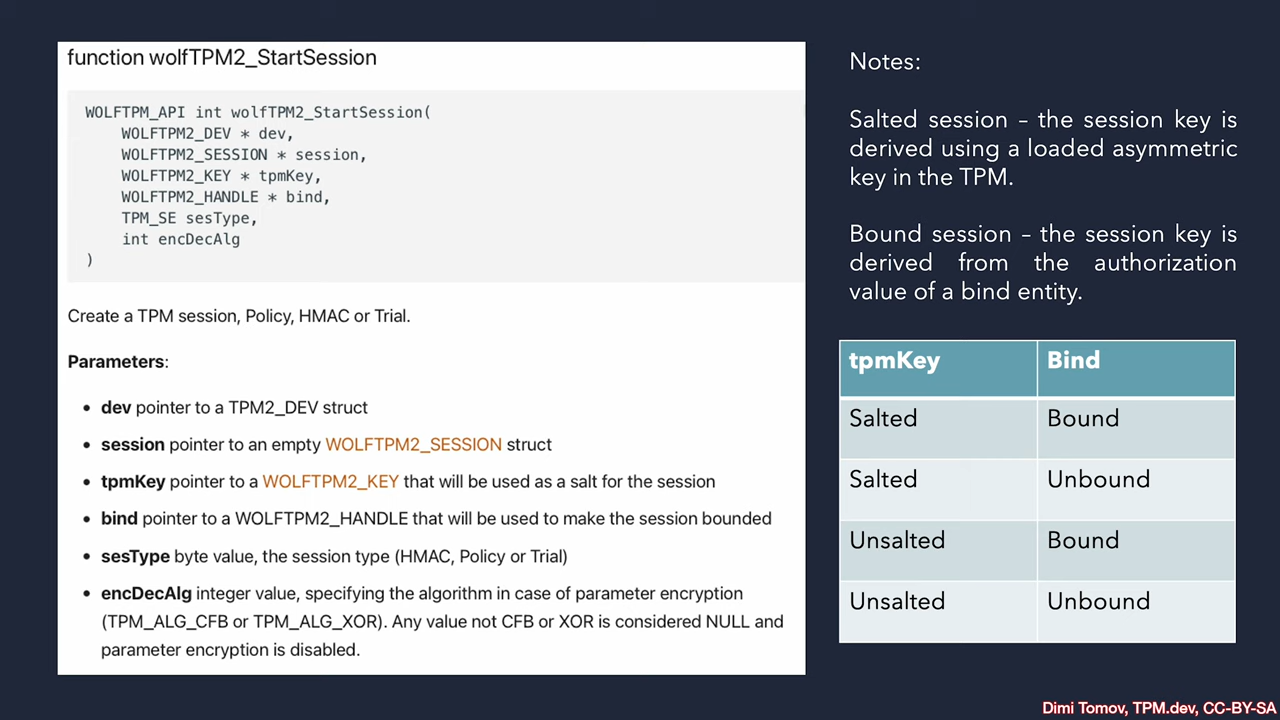 function wolfTPM2_StartSession
WOLFTPM_API int wolfTPM2_StartSession(
WOLFTPM2_DEV * dev,
WOLFTPM2_SESSION * session,
WOLFTPM2_KEY * tpmKey,
WOLFTPM2_HANDLE * bind,
TPM_SE sesType,
int encDecAlg
)
Create a TPM session, Policy, HMAC or Trial.
Parameters:
• dev pointer to a TPM2_DEV struct
• session pointer to an empty WOLFTPM2_SESSION struct
• tpmKey pointer to a WOLFTPM2_KEY that will be used as a salt for the session
• bind pointer to a WOLFTPM2_HANDLE that will be used to make the session bounded
• sesType byte value, the session type (HMAC, Policy or Trial)
• encDecAlg integer value, specifying the algorithm in case of parameter encryption
(TPM_ALG_CFB or TPM_ALG_XOR). Any value not CFB or XOR is considered NULL and
parameter encryption is disabled.
Notes:
Salted session – the session key is
derived using a loaded asymmetric
key in the TPM.
Bound session – the session key is
derived from the authorization
value of a bind entity.
tpmKey Bind
Salted Bound
Salted Unbound
Unsalted Bound
Unsalted Unbound
Dimi Tomov, TPM.dev, CC-BY-SA